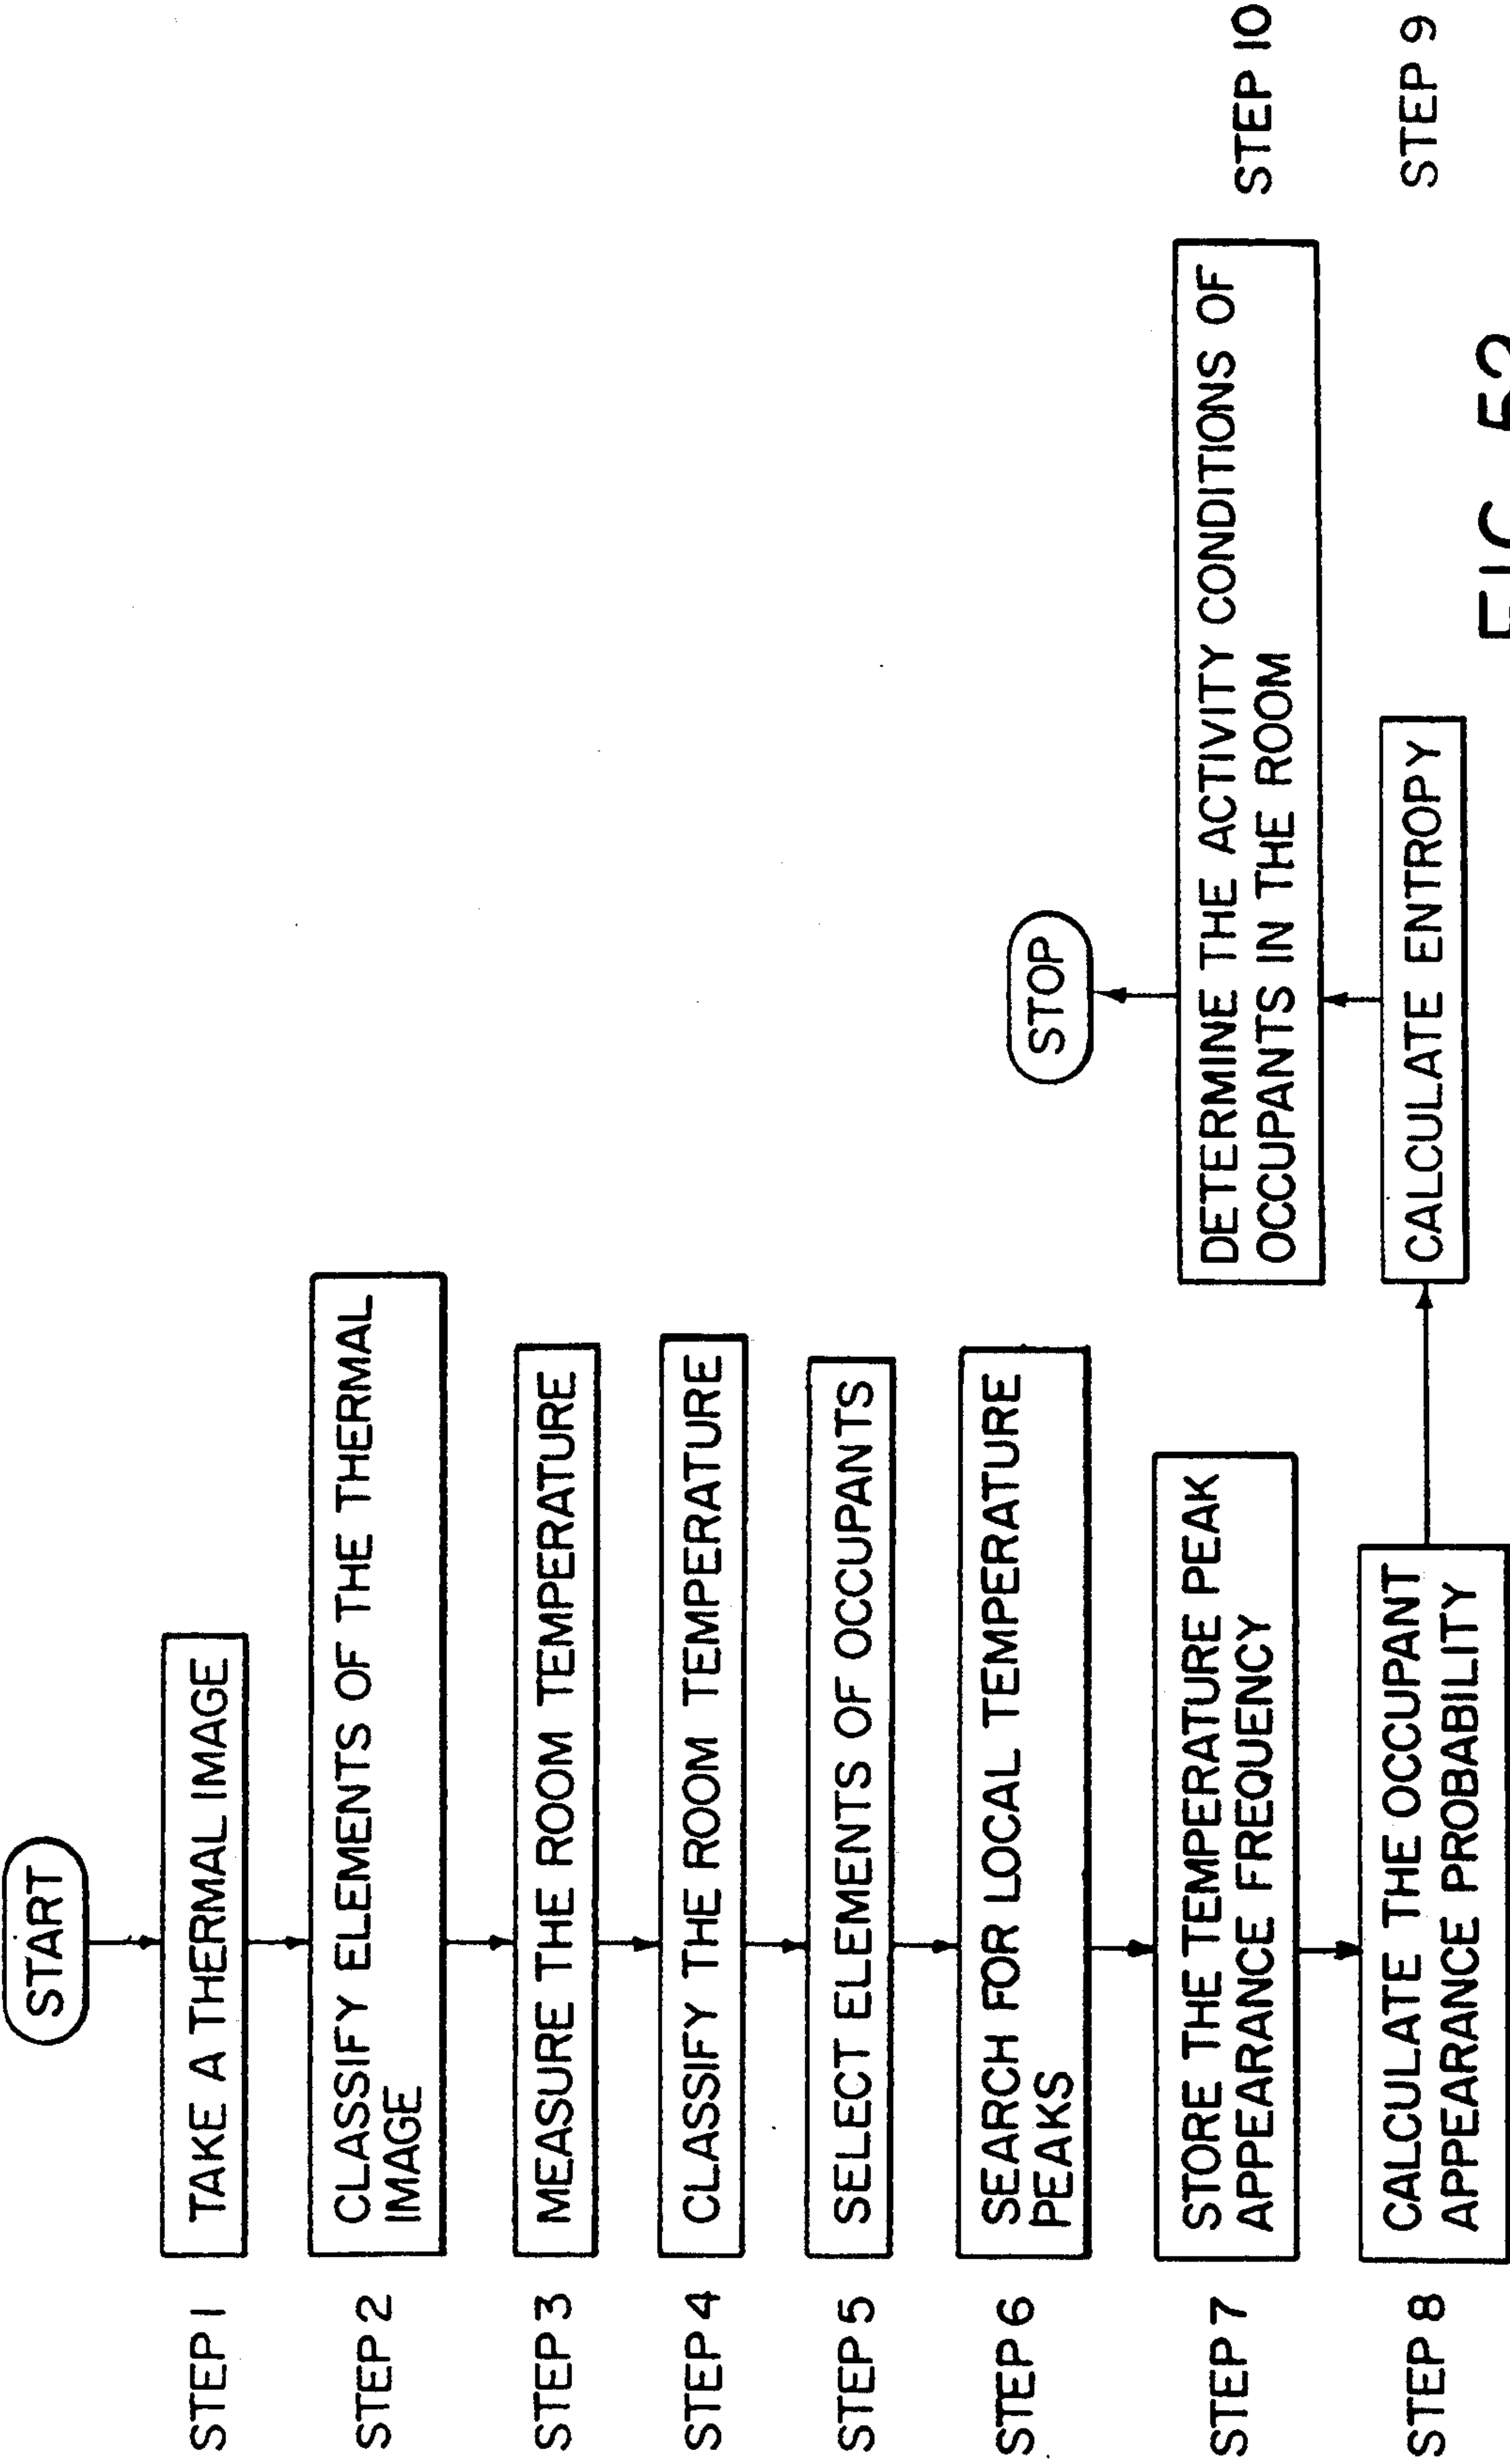 START
STEP 1
TAKE A THERMAL IMAGE
STEP 2
CLASSIFY ELEMENTS OF THE THERMAL
IMAGE
STEP 3
MEASURE THE ROOM TEMPERATURE
STEP 4
CLASSIFY THE ROOM TEMPERATURE
STEP 5
SELECT ELEMENTS OF OCCUPANTS
STEP 6
SEARCH FOR LOCAL TEMPERATURE
PEAKS
STEP 7
STORE THE TEMPERATURE PEAK
APPEARANCE FREQUENCY
STEP 8
CALCULATE THE OCCUPANT
APPEARANCE PROBABILITY
STOP
DETERMINE THE ACTIVITY CONDITIONS OF
OCCUPANTS IN THE ROOM
STEP 10
CALCULATE ENTROPY
STEP 9
FIG.